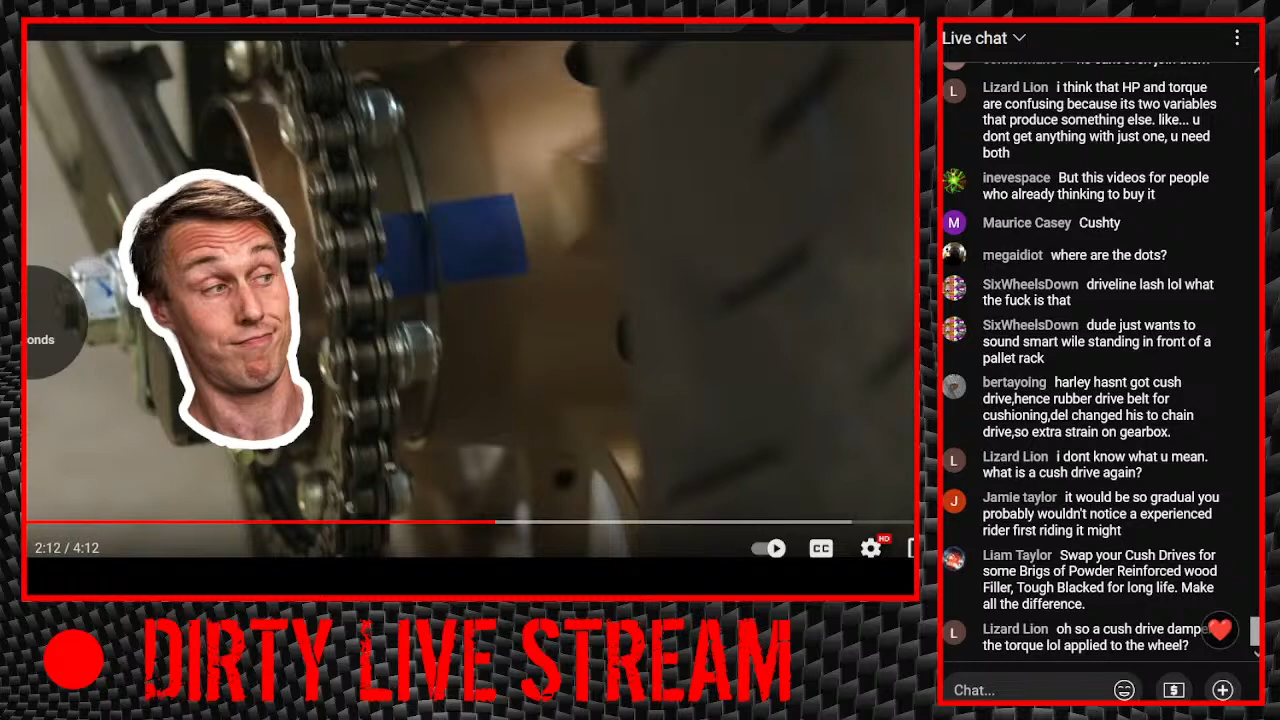 Live chat
Lizard Lion i think that HP and torque
are confusing because its two variables
that produce something else. like... u
dont get anything with just one, u need
both
inevespace But this videos for people
who already thinking to buy it
M
Maurice Casey Cushty
megaidiot where are the dots?
SixWheelsDown driveline lash lol what
the fuck is that
SixWheelsDown dude just wants to
sound smart wile standing in front of a
pallet rack
bertayoing harley hasnt got cush
drive,hence rubber drive belt for
cushioning,del changed his to chain
drive,so extra strain on gearbox.
L
Lizard Lion i dont know what u mean.
what is a cush drive again?
J
Jamie taylor it would be so gradual you
probably wouldn't notice a experienced
rider first riding it might
Liam Taylor Swap your Cush Drives for
some Brigs of Powder Reinforced wood
Filler, Tough Blacked for long life. Make
all the difference.
L
Lizard Lion oh so a cush drive dampe
the torque lol applied to the wheel?
Chat...
onds
2:12 / 4:12
CC
HD
DIRTY LIVE STREAM